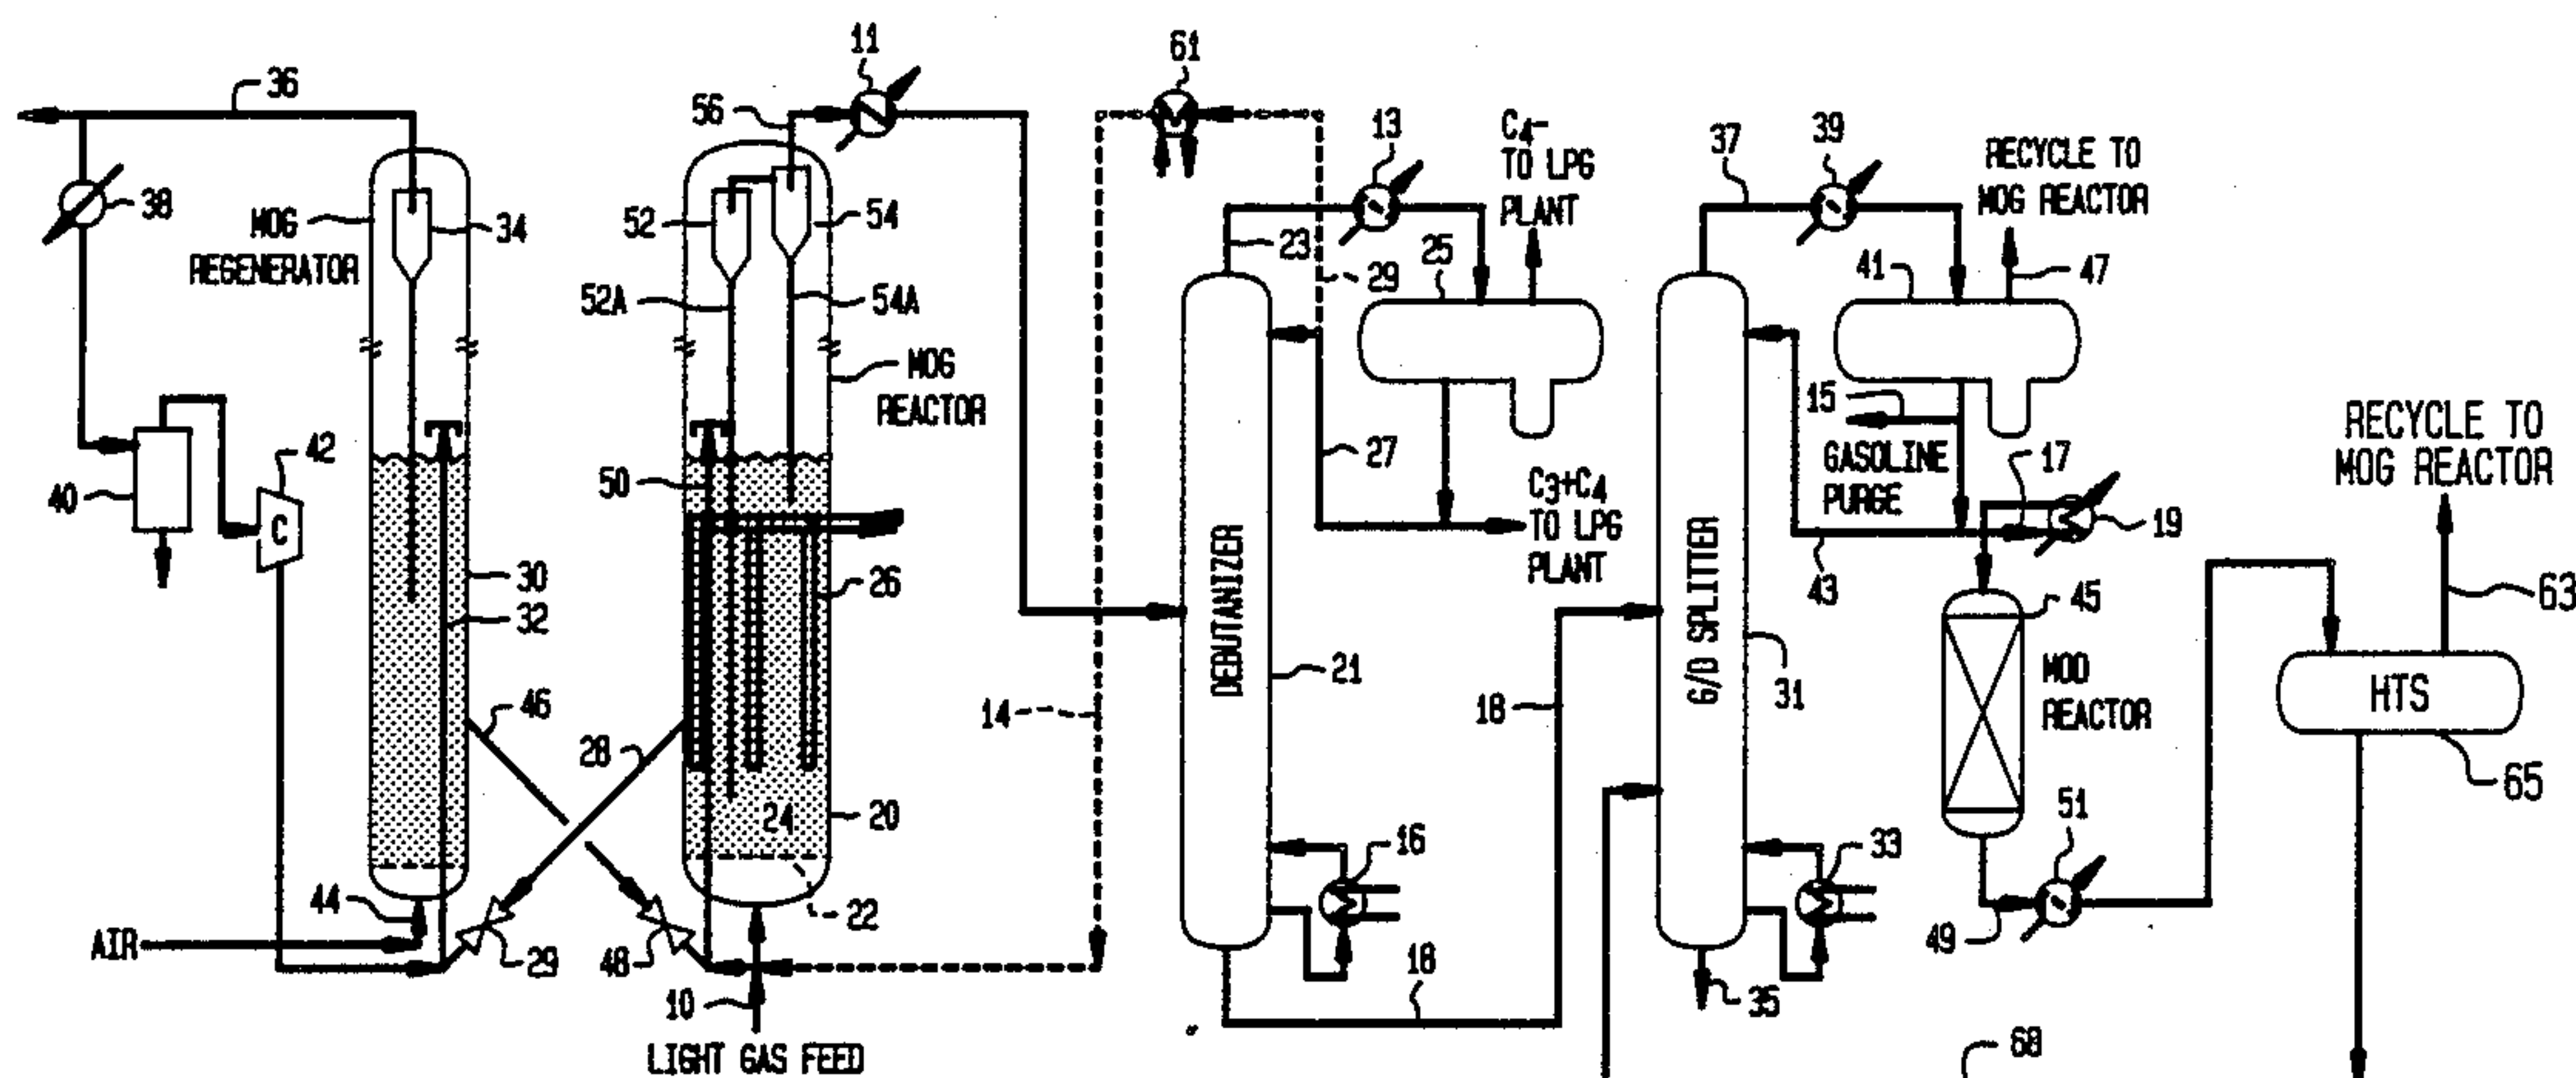 11
61
36
56
13
C4-
TO LPG
PLANT
37
39
RECYCLE TO
MOG REACTOR
38
MOG
REGENERATOR
34
52
54
23
25
29
41
47
52A
54A
MOG
REACTOR
15
GASOLINE
PURGE
17
RECYCLE TO
MOG REACTOR
42
40
C
50
27
C3+C4
TO LPG
PLANT
19
43
30
32
26
DEBUTANIZER
21
G/D SPLITTER
31
45
MOD
REACTOR
63
HTS
65
46
28
14
18
24
20
16
33
51
44
22
AIR
29
48
10
18
35
49
LIGHT GAS FEED
68